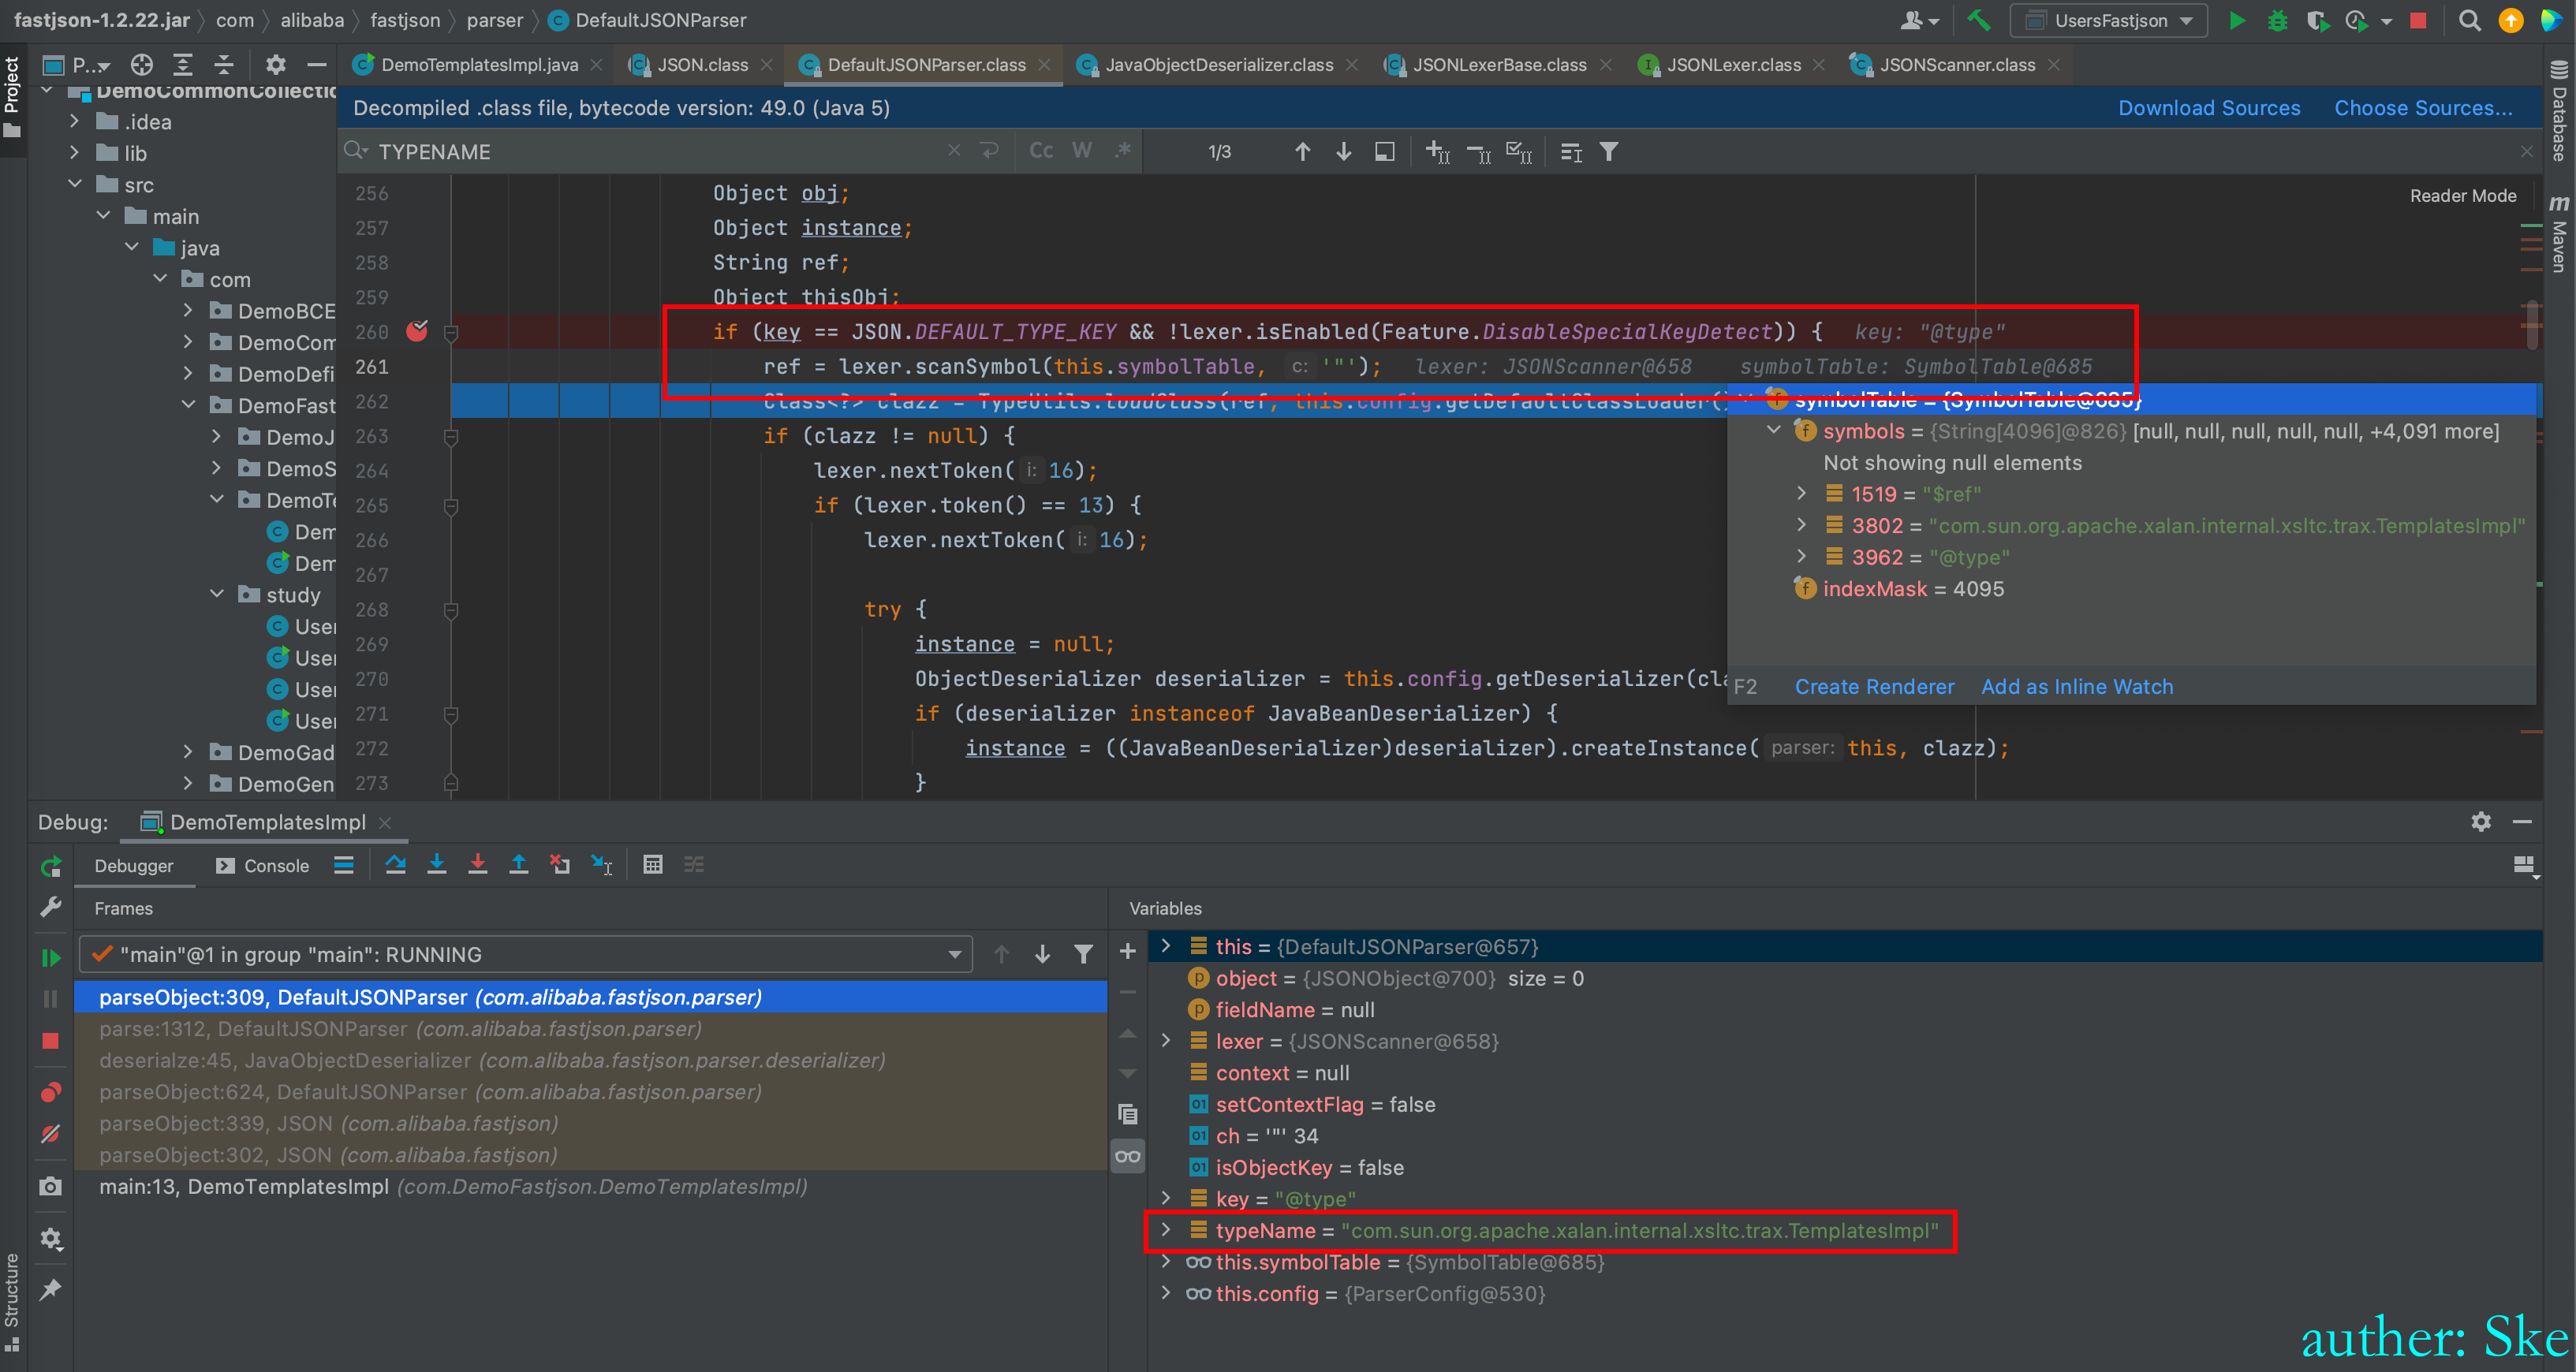 fastjson-1.2.22.jar 〉 com 〉 alibaba 〉 fastjson 〉 parser 〉 DefaultJSONParser
UsersFastjson
P...
DemoTemplatesImpl.java
JSON.class
DefaultJSONParser.class
JavaObjectDeserializer.class
JSONLexerBase.class
JSONLexer.class
JSONScanner.class
Project
Structure
Database
Maven
DemoCommonCollectio
.idea
lib
src
main
java
com
DemoBCE
DemoCom
DemoDefi
DemoFast
DemoJ
DemoS
DemoTe
Dem
Dem
study
User
User
User
User
DemoGad
DemoGen
Decompiled .class file, bytecode version: 49.0 (Java 5)
Download Sources
Choose Sources...
TYPENAME
Cc W .*
1/3
Reader Mode
256 Object obj;
257 Object instance;
258 String ref;
259 Object thisObj;
260 if (key == JSON.DEFAULT_TYPE_KEY && !lexer.isEnabled(Feature.DisableSpecialKeyDetect)) { key: "@type"
261 ref = lexer.scanSymbol(this.symbolTable, c: '"'); lexer: JSONScanner@658 symbolTable: SymbolTable@685
262 Class<?> clazz = TypeUtils.loadClass(ref, this.config.getDefaultClassLoader()
263 if (clazz != null) {
264 lexer.nextToken( i: 16);
265 if (lexer.token() == 13) {
266 lexer.nextToken( i: 16);
267
268 try {
269 instance = null;
270 ObjectDeserializer deserializer = this.config.getDeserializer(cla
271 if (deserializer instanceof JavaBeanDeserializer) {
272 instance = ((JavaBeanDeserializer)deserializer).createInstance( parser: this, clazz);
273 }
symbolTable = {SymbolTable@685}
symbols = {String[4096]@826} [null, null, null, null, null, +4,091 more]
Not showing null elements
1519 = "$ref"
3802 = "com.sun.org.apache.xalan.internal.xsltc.trax.TemplatesImpl"
3962 = "@type"
indexMask = 4095
F2 Create Renderer Add as Inline Watch
Debug: DemoTemplatesImpl
Debugger Console
Frames
"main"@1 in group "main": RUNNING
parseObject:309, DefaultJSONParser (com.alibaba.fastjson.parser)
parse:1312, DefaultJSONParser (com.alibaba.fastjson.parser)
deserialze:45, JavaObjectDeserializer (com.alibaba.fastjson.parser.deserializer)
parseObject:624, DefaultJSONParser (com.alibaba.fastjson.parser)
parseObject:339, JSON (com.alibaba.fastjson)
parseObject:302, JSON (com.alibaba.fastjson)
main:13, DemoTemplatesImpl (com.DemoFastjson.DemoTemplatesImpl)
Variables
this = {DefaultJSONParser@657}
object = {JSONObject@700} size = 0
fieldName = null
lexer = {JSONScanner@658}
context = null
setContextFlag = false
ch = '"' 34
isObjectKey = false
key = "@type"
typeName = "com.sun.org.apache.xalan.internal.xsltc.trax.TemplatesImpl"
this.symbolTable = {SymbolTable@685}
this.config = {ParserConfig@530}
auther: Ske